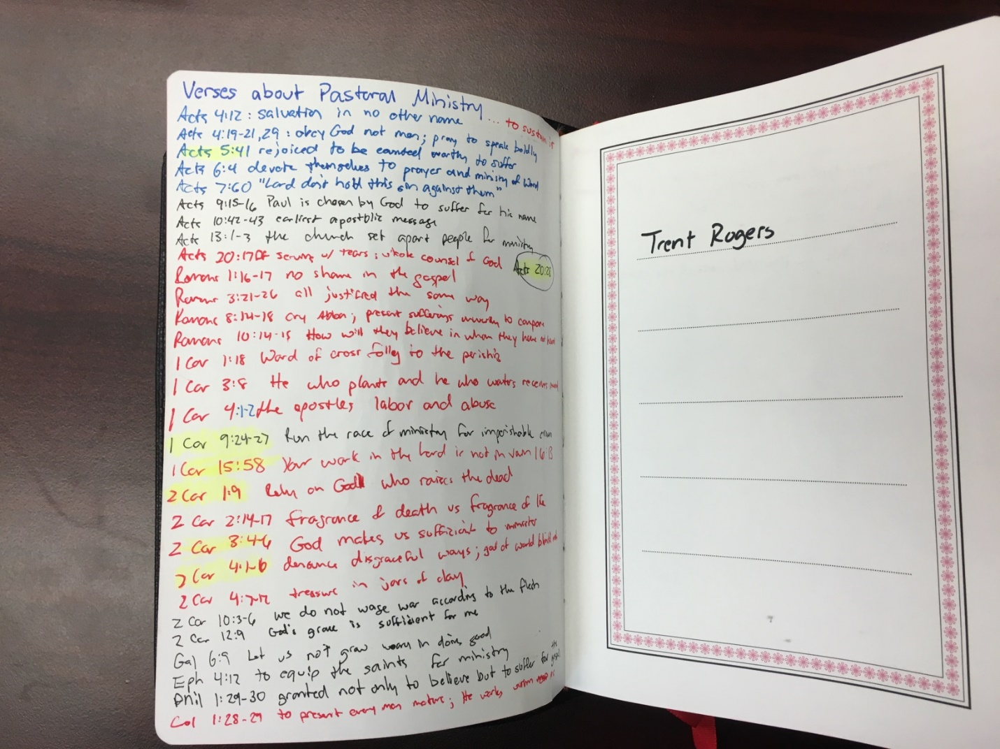 Verses about Pastoral Ministry ... to sustain
Acts 4:12 : salvation in no other name
Acts 4:19-21, 29 : obey God not men; pray to speak boldly
Acts 5:41 rejoiced to be counted worthy to suffer
Acts 6:4 devote themselves to prayer and ministry of Word
Acts 7:60 "Lord don't hold this sin against them"
Acts 9:15-16 Paul is chosen by God to suffer for his name
Acts 10:42-43 earliest apostolic message
Acts 13:1-3 the church set apart people for ministry
Acts 20:17ff serving w/ tears; whole counsel of God Acts 20:28
Romans 1:16-17 no shame in the gospel
Romans 3:21-26 all justified the same way
Romans 8:14-18 cry Abba; present sufferings unworthy to compare
Romans 10:14-15 How will they believe in whom they have not heard
1 Cor 1:18 Word of cross folly to the perishing
1 Cor 3:8 He who plants and he who waters receives
1 Cor 4:1-2 the apostles labor and abuse
1 Cor 9:24-27 Run the race of ministry for imperishable crown
1 Cor 15:58 Your work in the Lord is not in vain 16:13
2 Cor 1:9 Rely on God who raises the dead
2 Cor 2:14-17 fragrance of death vs fragrance of life
2 Cor 3:4-6 God makes us sufficient to minister
2 Cor 4:1-6 denounce disgraceful ways; god of world
2 Cor 4:7-12 treasure in jars of clay
2 Cor 10:3-6 we do not wage war according to the flesh
2 Cor 12:9 God's grace is sufficient for me
Gal 6:9 Let us not grow weary in doing good
Eph 4:12 to equip the saints for ministry
Phil 1:29-30 granted not only to believe but to suffer for the gospel
Col 1:28-29 to present every man mature; He works within
Trent Rogers